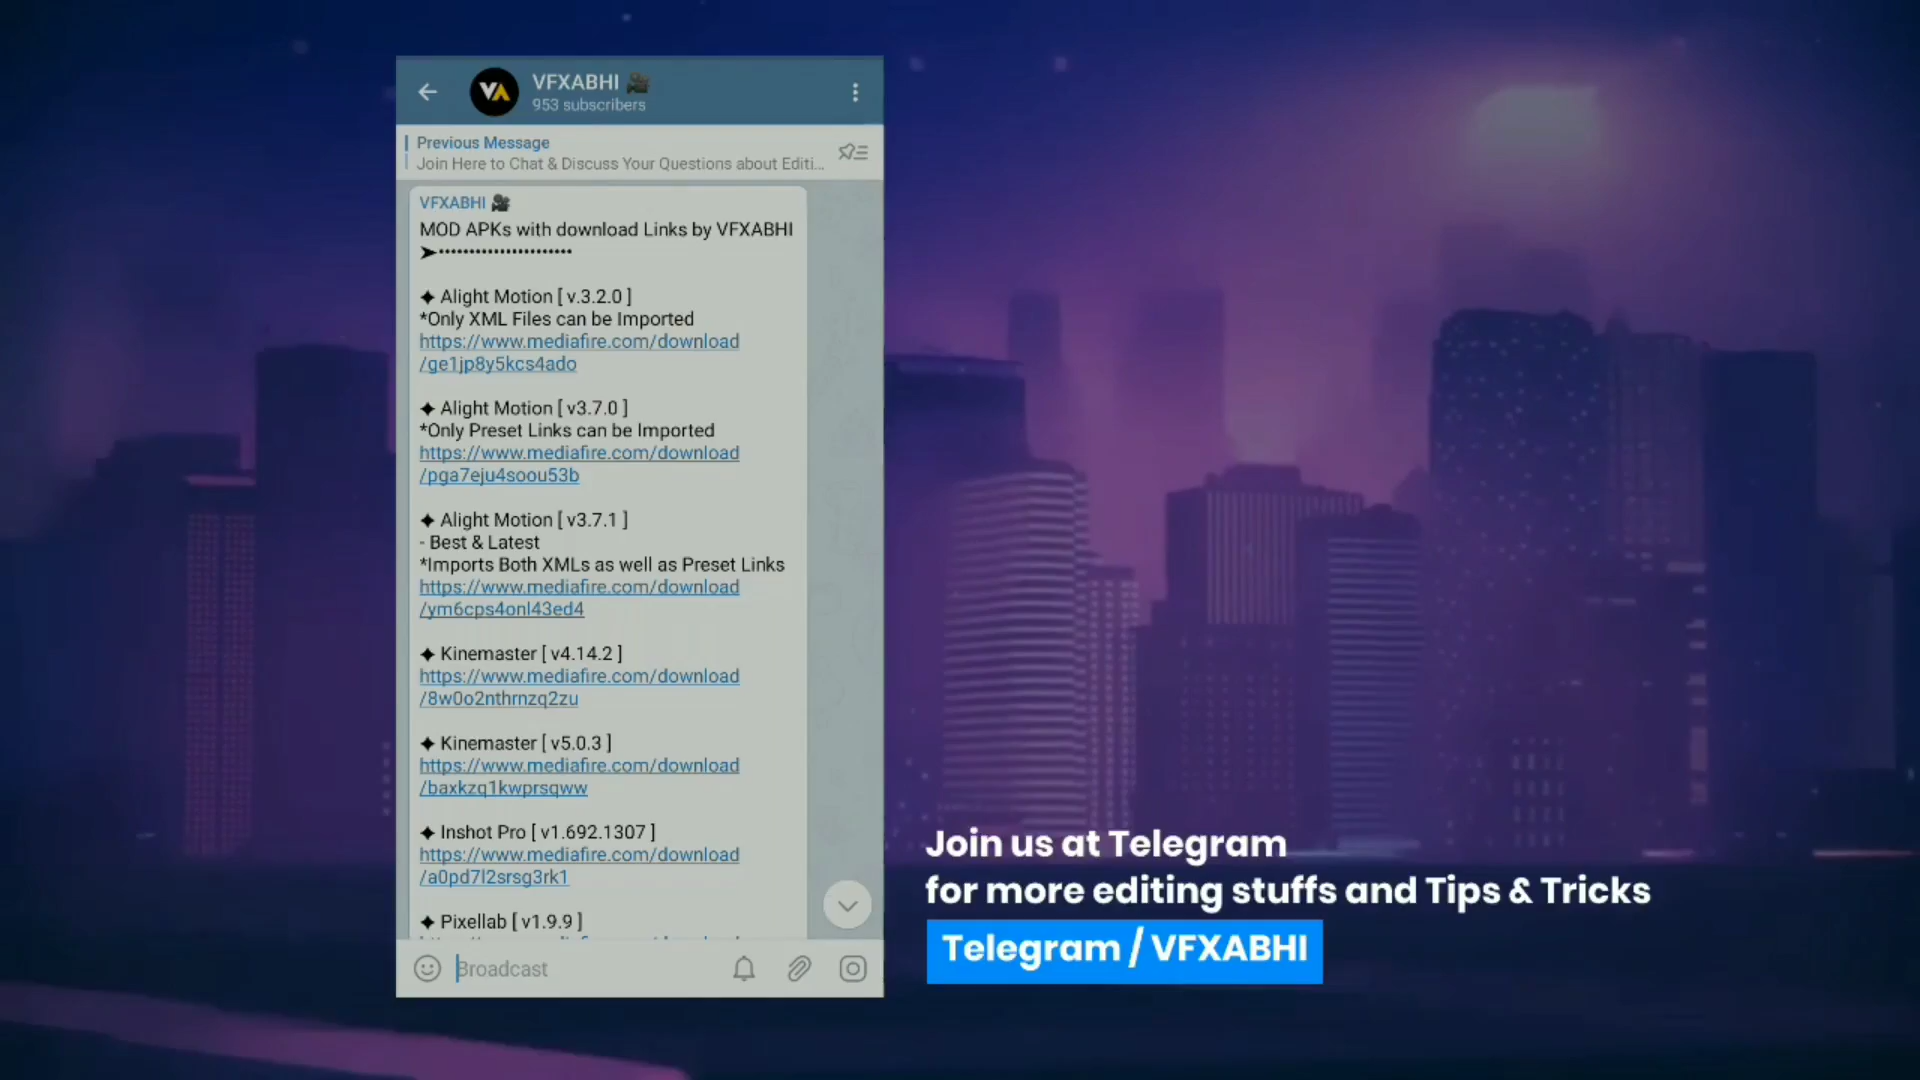 VFXABHI
953 subscribers
Previous Message
Join Here to Chat & Discuss Your Questions about Editi...
VFXABHI
MOD APKs with download Links by VFXABHI
➤••••••••••••••••••••••
✦ Alight Motion [ v.3.2.0 ]
*Only XML Files can be Imported
https://www.mediafire.com/download
/ge1jp8y5kcs4ado
✦ Alight Motion [ v3.7.0 ]
*Only Preset Links can be Imported
https://www.mediafire.com/download
/pga7eju4soou53b
✦ Alight Motion [ v3.7.1 ]
- Best & Latest
*Imports Both XMLs as well as Preset Links
https://www.mediafire.com/download
/ym6cps4onl43ed4
✦ Kinemaster [ v4.14.2 ]
https://www.mediafire.com/download
/8w0o2nthrnzq2zu
✦ Kinemaster [ v5.0.3 ]
https://www.mediafire.com/download
/baxkzq1kwprsqww
✦ Inshot Pro [ v1.692.1307 ]
https://www.mediafire.com/download
/a0pd7l2srsg3rk1
✦ Pixellab [ v1.9.9 ]
Broadcast
Join us at Telegram
for more editing stuffs and Tips & Tricks
Telegram / VFXABHI